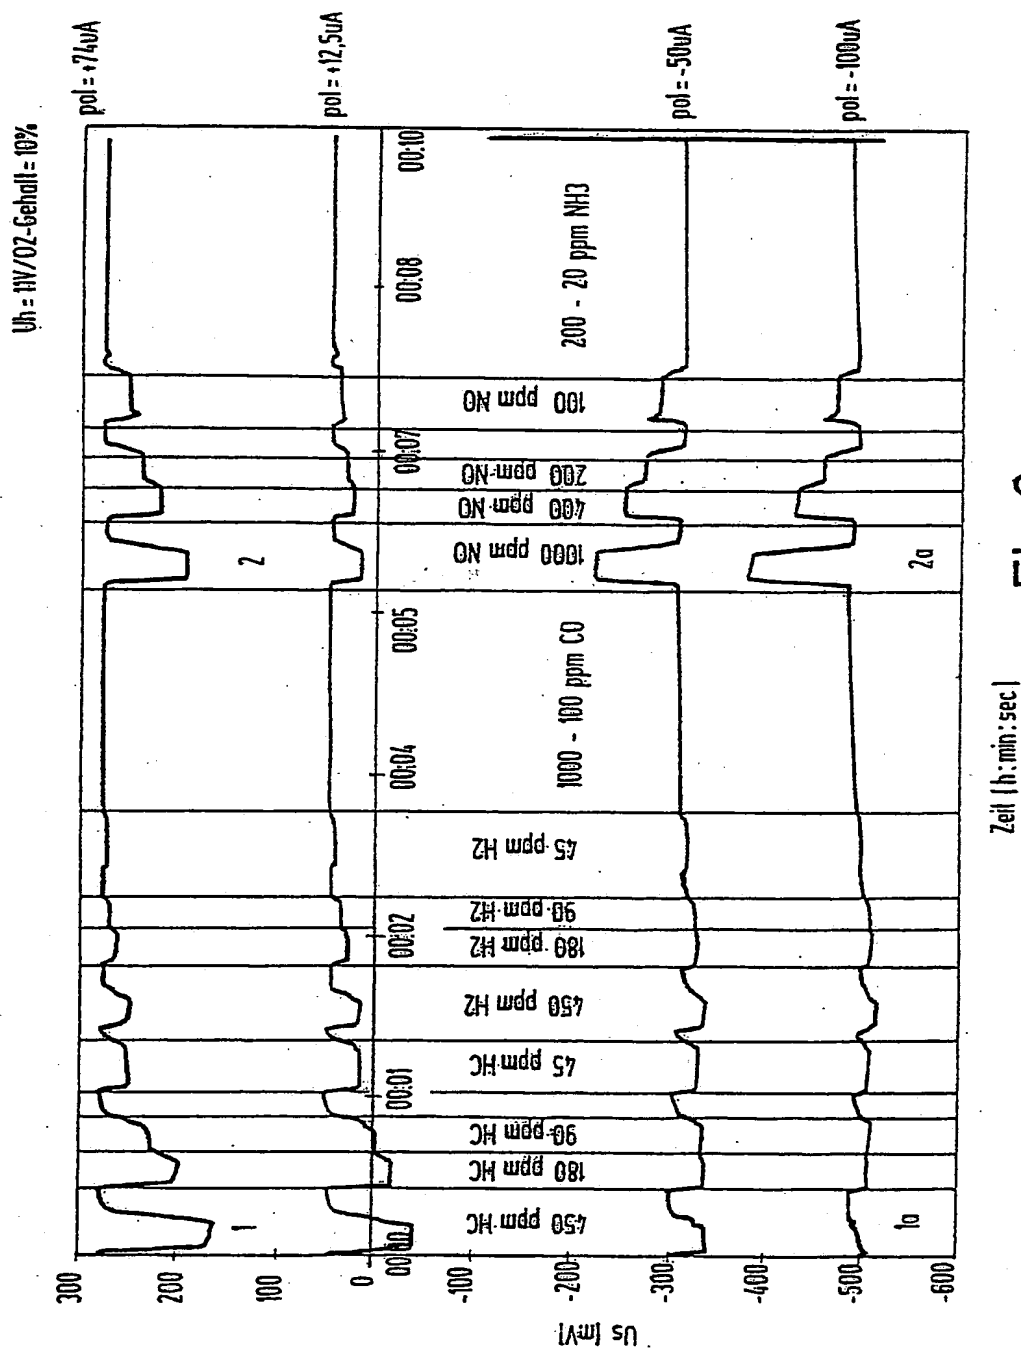 Uh = 11V/O2-Gehalt = 10%
pol = +74uA
pol = +12,5uA
pol = -50uA
pol = -100uA
300
200
100
0
-100
-200
-300
-400
-500
-600
Us [mV]
00:00
00:01
00:02
00:04
00:05
00:07
00:08
00:10
450 ppm HC
180 ppm HC
90 ppm HC
45 ppm HC
450 ppm H2
180 ppm H2
90 ppm H2
45 ppm H2
1000 - 100 ppm CO
1000 ppm NO
400 ppm NO
200 ppm NO
100 ppm NO
200 - 20 ppm NH3
1
1a
2
2a
Zeit [h:min:sec]